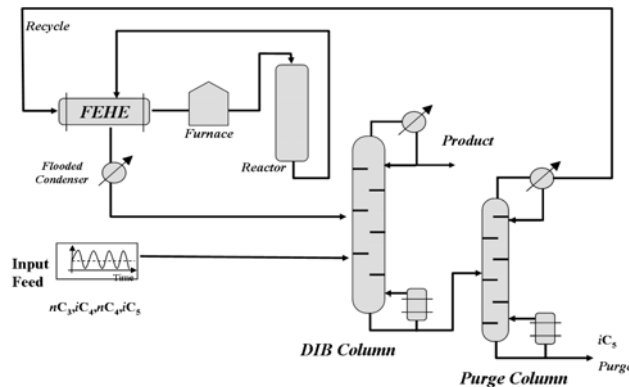 Recycle
FEHE
Furnace
Reactor
Flooded
Condenser
Product
Input
Feed
Time
nC3,iC4,nC4,iC5
DIB Column
Purge Column
iC5
Purge